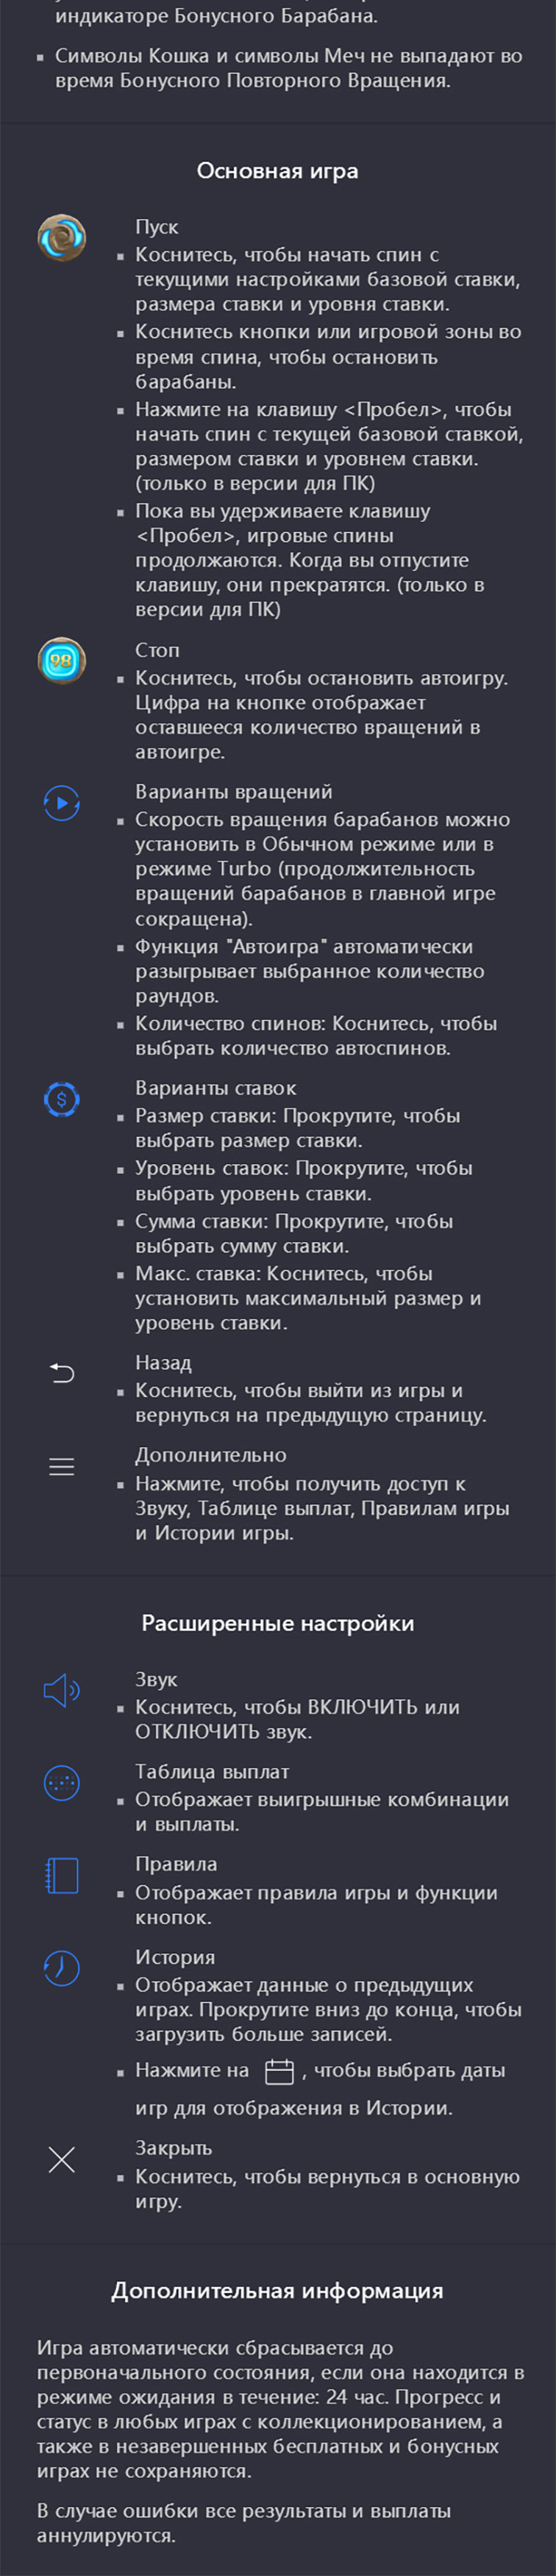 индикаторе Бонусного Барабана.
Символы Кошка и символы Меч не выпадают во
время Бонусного Повторного Вращения.
Основная игра
Пуск
Коснитесь, чтобы начать спин с
текущими настройками базовой ставки,
размера ставки и уровня ставки.
Коснитесь кнопки или игровой зоны во
время спина, чтобы остановить
барабаны.
Нажмите на клавишу <Пробел>, чтобы
начать спин с текущей базовой ставкой,
размером ставки и уровнем ставки.
(только в версии для ПК)
Пока вы удерживаете клавишу
<Пробел>, игровые спины
продолжаются. Когда вы отпустите
клавишу, они прекратятся. (только в
версии для ПК)
98
Стоп
Коснитесь, чтобы остановить автоигру.
Цифра на кнопке отображает
оставшееся количество вращений в
автоигре.
Варианты вращений
Скорость вращения барабанов можно
установить в Обычном режиме или в
режиме Turbo (продолжительность
вращений барабанов в главной игре
сокращена).
Функция "Автоигра" автоматически
разыгрывает выбранное количество
раундов.
Количество спинов: Коснитесь, чтобы
выбрать количество автоспинов.
$
Варианты ставок
Размер ставки: Прокрутите, чтобы
выбрать размер ставки.
Уровень ставок: Прокрутите, чтобы
выбрать уровень ставки.
Сумма ставки: Прокрутите, чтобы
выбрать сумму ставки.
Макс. ставка: Коснитесь, чтобы
установить максимальный размер и
уровень ставки.
Назад
Коснитесь, чтобы выйти из игры и
вернуться на предыдущую страницу.
Дополнительно
Нажмите, чтобы получить доступ к
Звуку, Таблице выплат, Правилам игры
и Истории игры.
Расширенные настройки
Звук
Коснитесь, чтобы ВКЛЮЧИТЬ или
ОТКЛЮЧИТЬ звук.
Таблица выплат
Отображает выигрышные комбинации
и выплаты.
Правила
Отображает правила игры и функции
кнопок.
История
Отображает данные о предыдущих
играх. Прокрутите вниз до конца, чтобы
загрузить больше записей.
Нажмите на , чтобы выбрать даты
игр для отображения в Истории.
Закрыть
Коснитесь, чтобы вернуться в основную
игру.
Дополнительная информация
Игра автоматически сбрасывается до
первоначального состояния, если она находится в
режиме ожидания в течение: 24 час. Прогресс и
статус в любых играх с коллекционированием, а
также в незавершенных бесплатных и бонусных
играх не сохраняются.
В случае ошибки все результаты и выплаты
аннулируются.